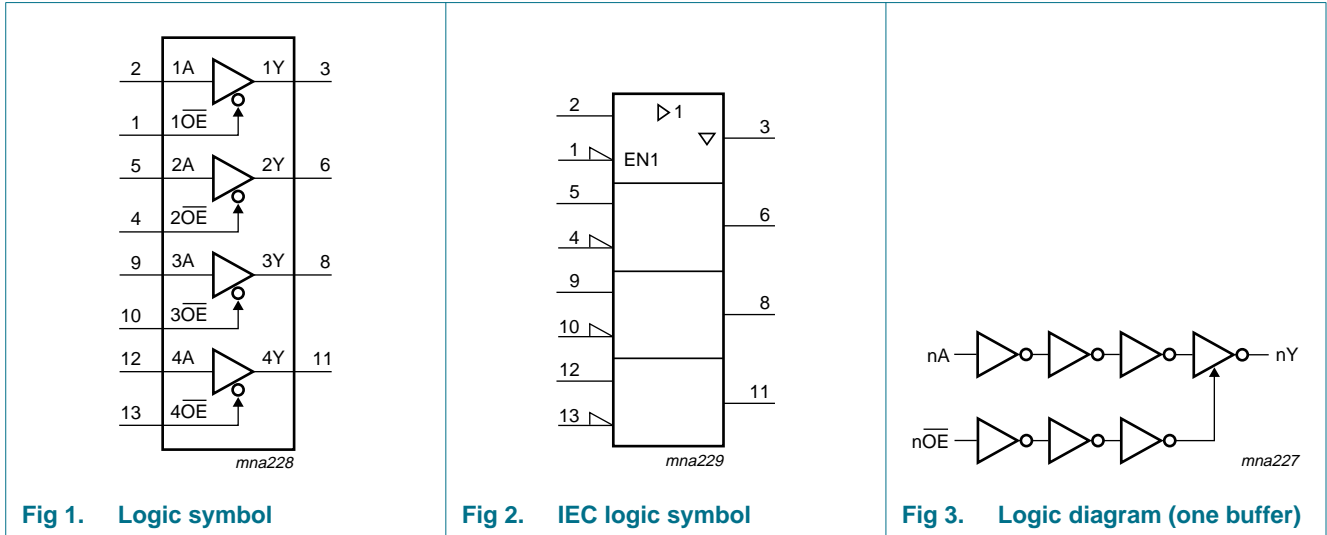 2 1A 1Y 3
1 1OE
5 2A 2Y 6
4 2OE
9 3A 3Y 8
10 3OE
12 4A 4Y 11
13 4OE
mna228
Fig 1. Logic symbol
2 1 3
1 EN1
5
6
4
9
8
10
12
11
13
mna229
Fig 2. IEC logic symbol
nA nY
nOE
mna227
Fig 3. Logic diagram (one buffer)